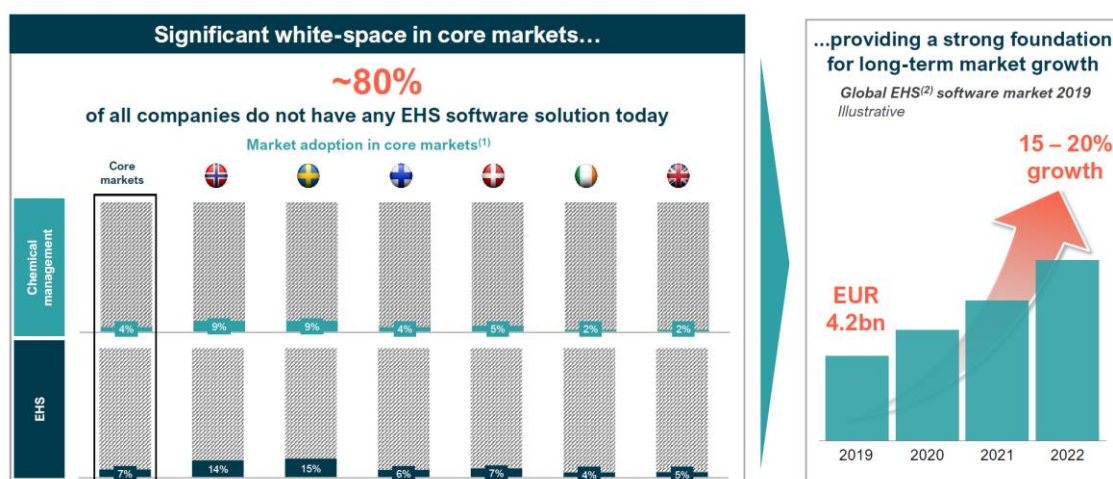 Significant white-space in core markets…
~80%
of all companies do not have any EHS software solution today
Market adoption in core markets(1)
Core
markets
Chemical
management
4%
9%
9%
4%
5%
2%
2%
EHS
7%
14%
15%
6%
7%
4%
5%
...providing a strong foundation
for long-term market growth
Global EHS(2) software market 2019
Illustrative
15 – 20%
growth
EUR
4.2bn
2019
2020
2021
2022